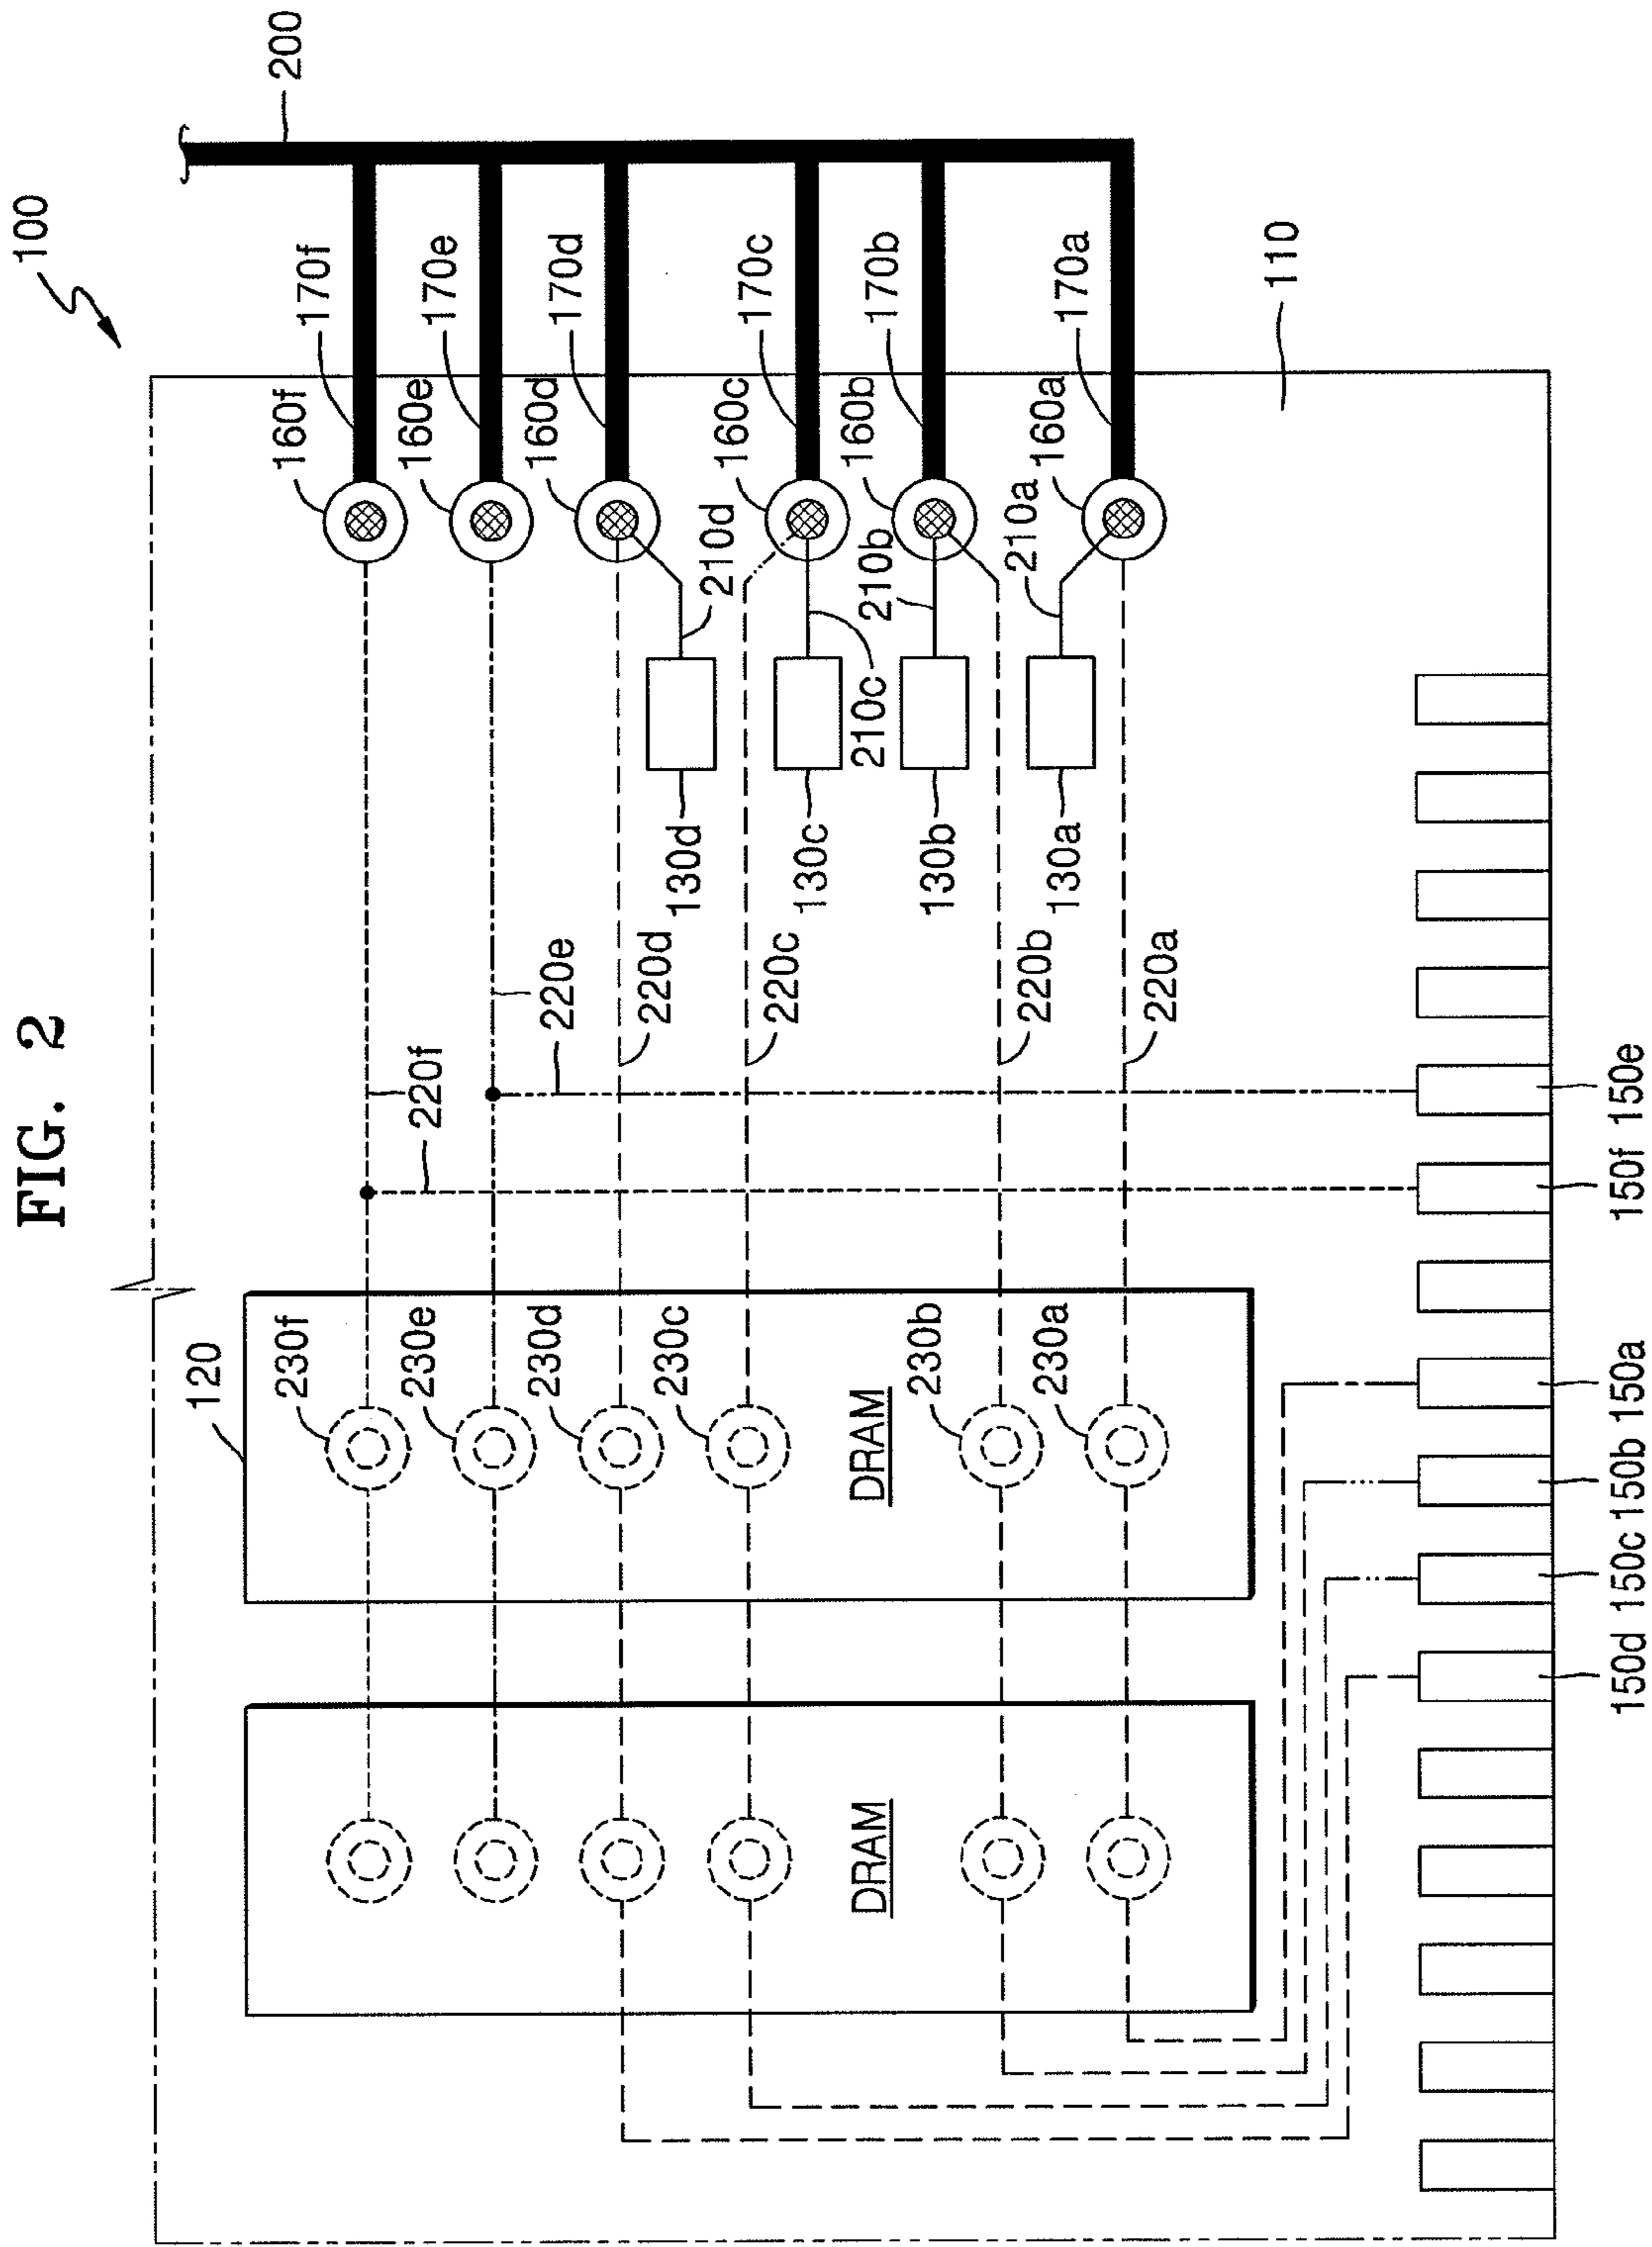 FIG. 2
100
200
170f
170e
170d
170c
170b
170a
110
160f
160e
160d
160c
160b
160a
210d
210c
210b
210a
130d
130c
130b
130a
220f
220e
220d
220c
220b
220a
120
230f
230e
230d
230c
230b
230a
DRAM
DRAM
150d
150c
150b
150a
150f
150e